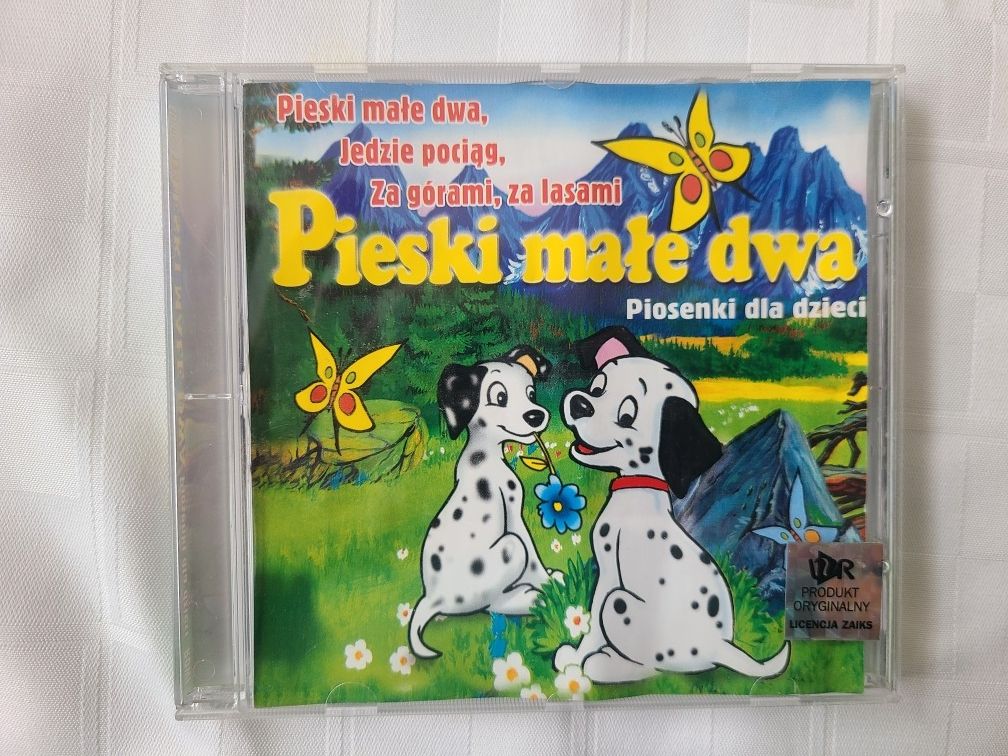 Pieski małe dwa,
Jedzie pociąg,
Za górami, za lasami
Pieski małe dwa
Piosenki dla dzieci
PRODUKT
ORYGINALNY
LICENCJA ZAIKS